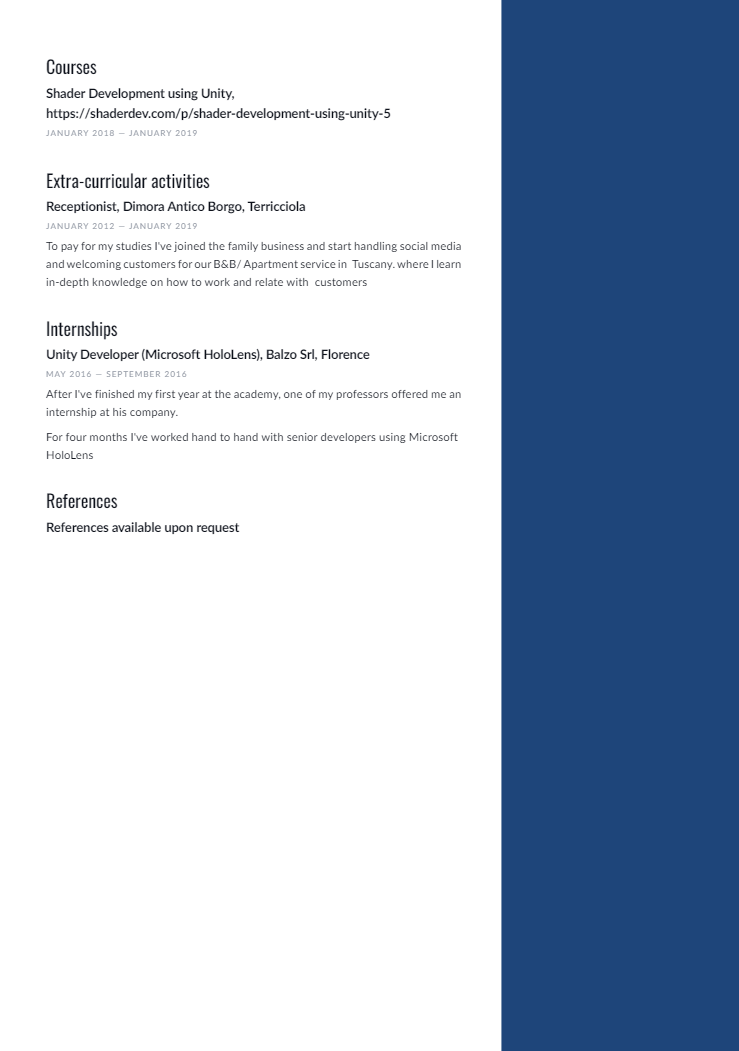 Courses
Shader Development using Unity,
https://shaderdev.com/p/shader-development-using-unity-5
JANUARY 2018 — JANUARY 2019
Extra-curricular activities
Receptionist, Dimora Antico Borgo, Terricciola
JANUARY 2012 — JANUARY 2019
To pay for my studies I've joined the family business and start handling social media
and welcoming customers for our B&B/ Apartment service in  Tuscany. where I learn
in-depth knowledge on how to work and relate with  customers
Internships
Unity Developer (Microsoft HoloLens), Balzo Srl, Florence
MAY 2016 — SEPTEMBER 2016
After I've finished my first year at the academy, one of my professors offered me an
internship at his company.
For four months I've worked hand to hand with senior developers using Microsoft
HoloLens
References
References available upon request